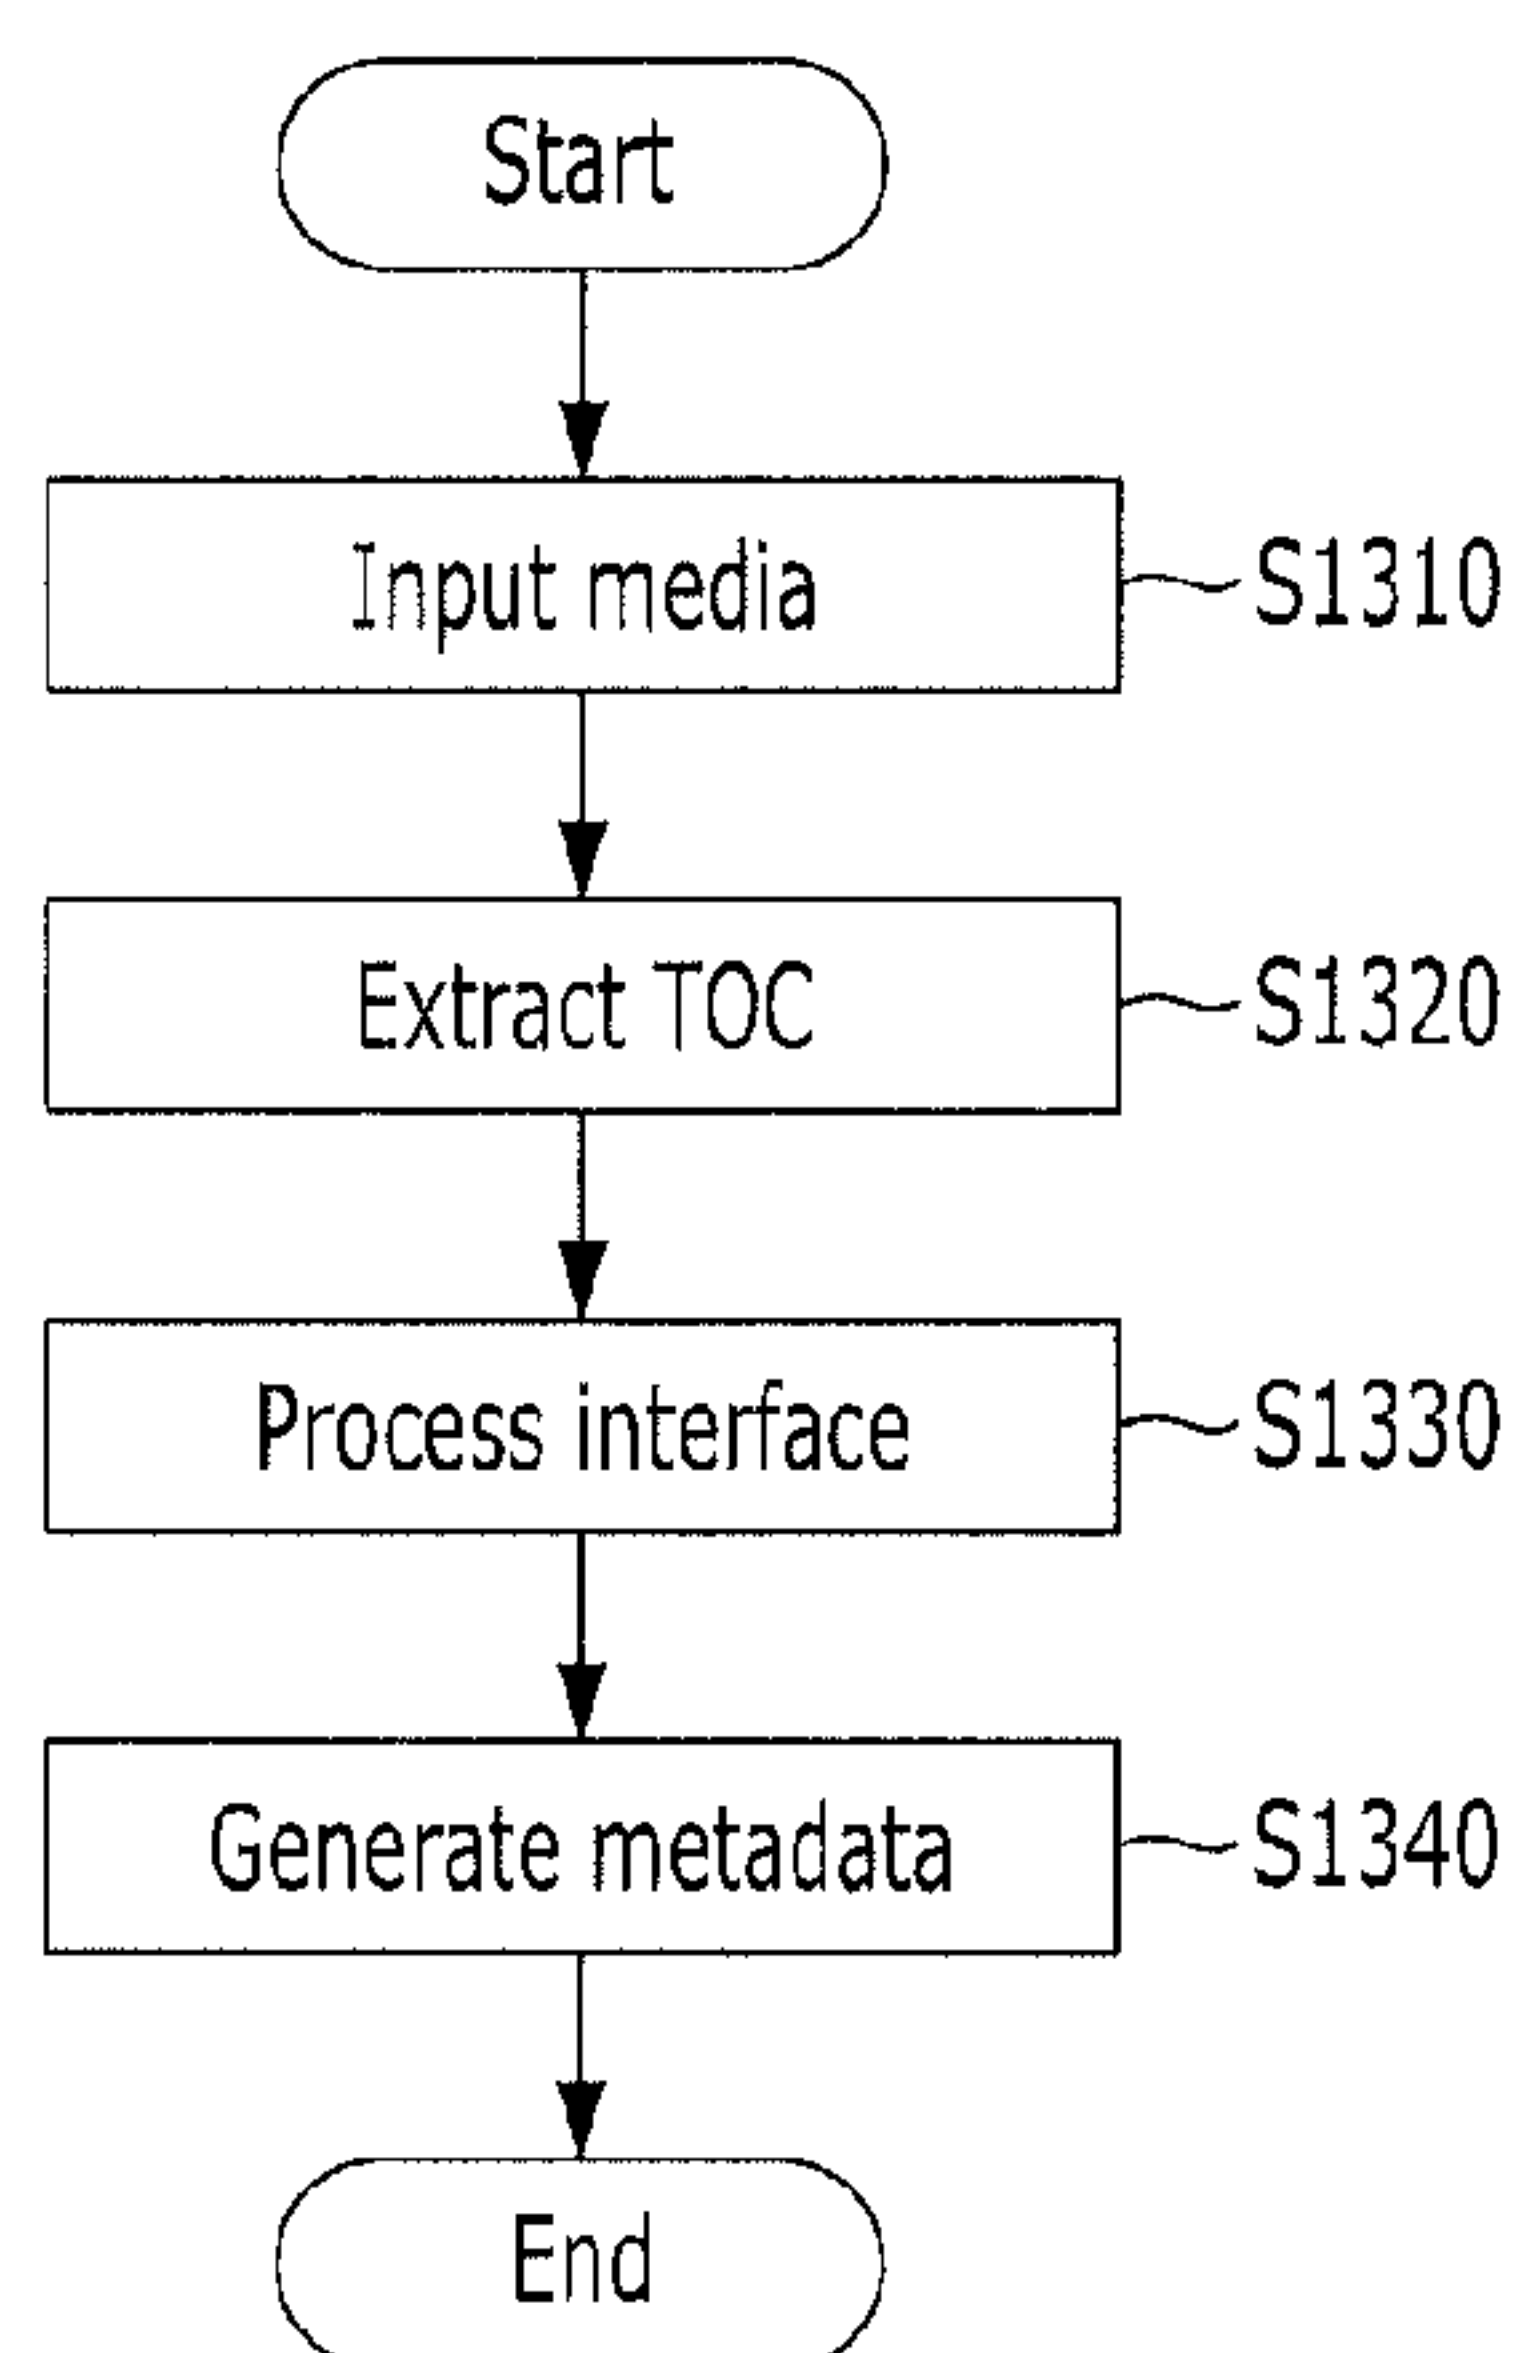 Start
Input media
S1310
Extract TOC
S1320
Process interface
S1330
Generate metadata
S1340
End